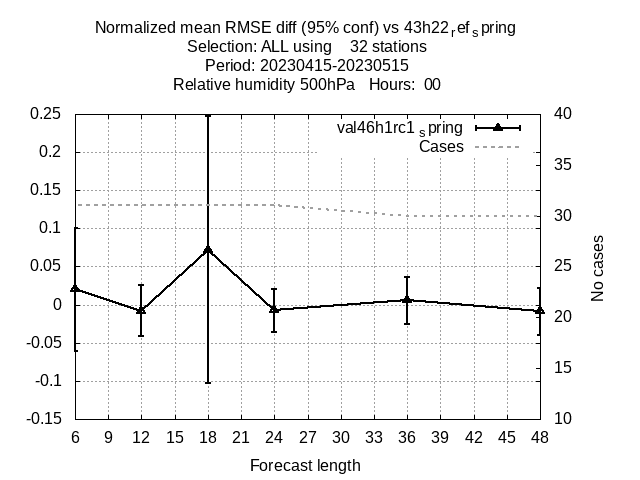 Normalized mean RMSE diff (95% conf) vs 43h22refspring
Selection: ALL using 32 stations
Period: 20230415-20230515
Relative humidity 500hPa Hours: 00
val46h1rc1spring
Cases
0.25
0.2
0.15
0.1
0.05
0
-0.05
-0.1
-0.15
40
35
30
25
20
15
10
No cases
6 9 12 15 18 21 24 27 30 33 36 39 42 45 48
Forecast length